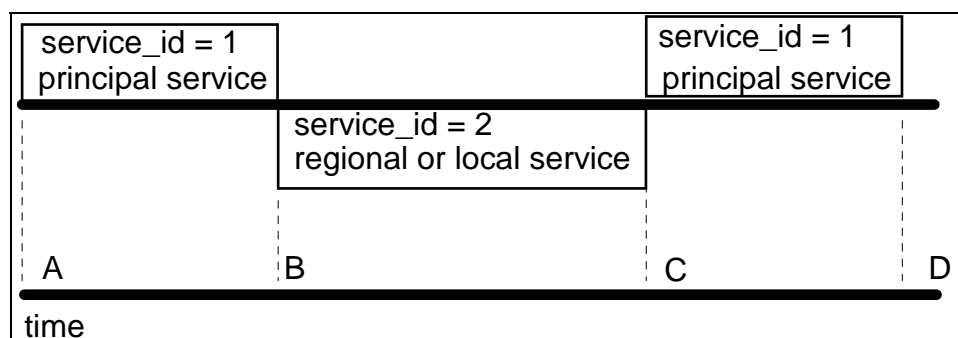 service_id = 1
principal service
service_id = 1
principal service
service_id = 2
regional or local service
A
B
C
D
time